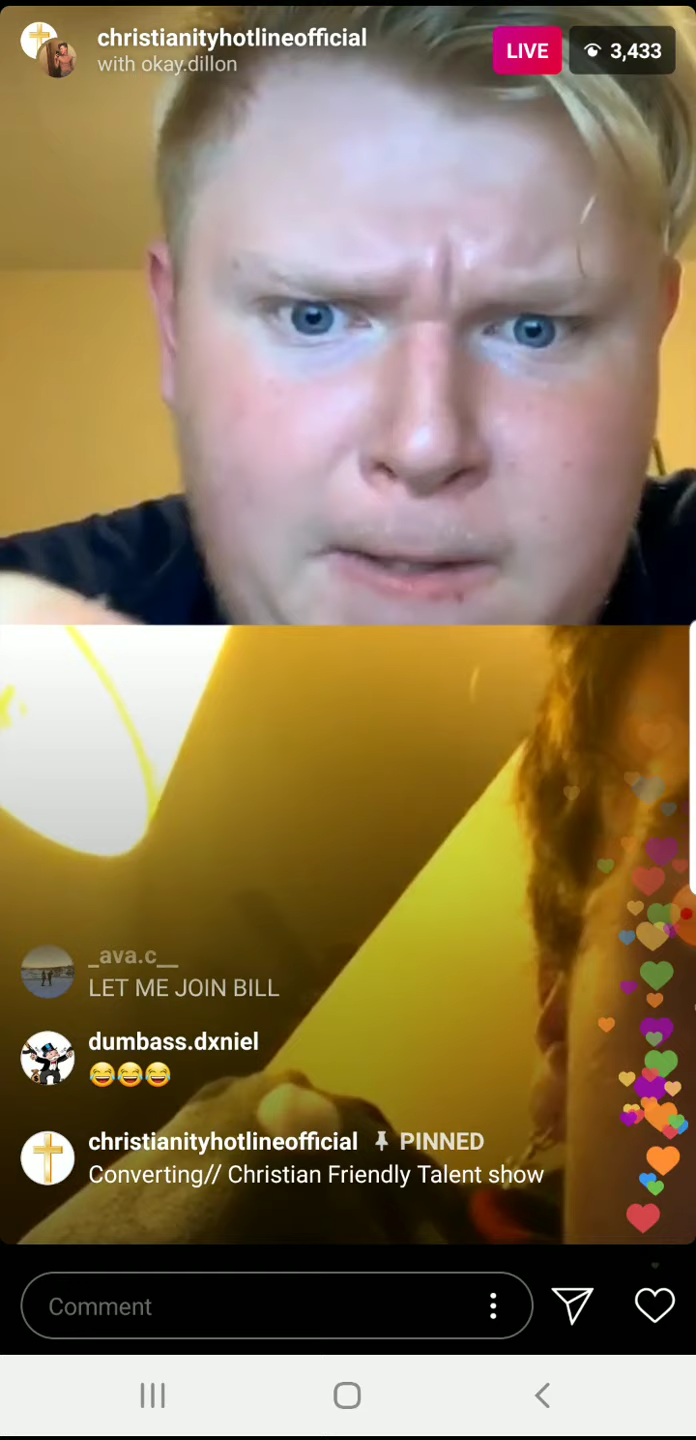 christianityhotlineofficial
with okay.dillon
LIVE
3,433
_ava.c__
LET ME JOIN BILL
dumbass.dxniel
😂😂😂
christianityhotlineofficial PINNED
Converting// Christian Friendly Talent show
Comment